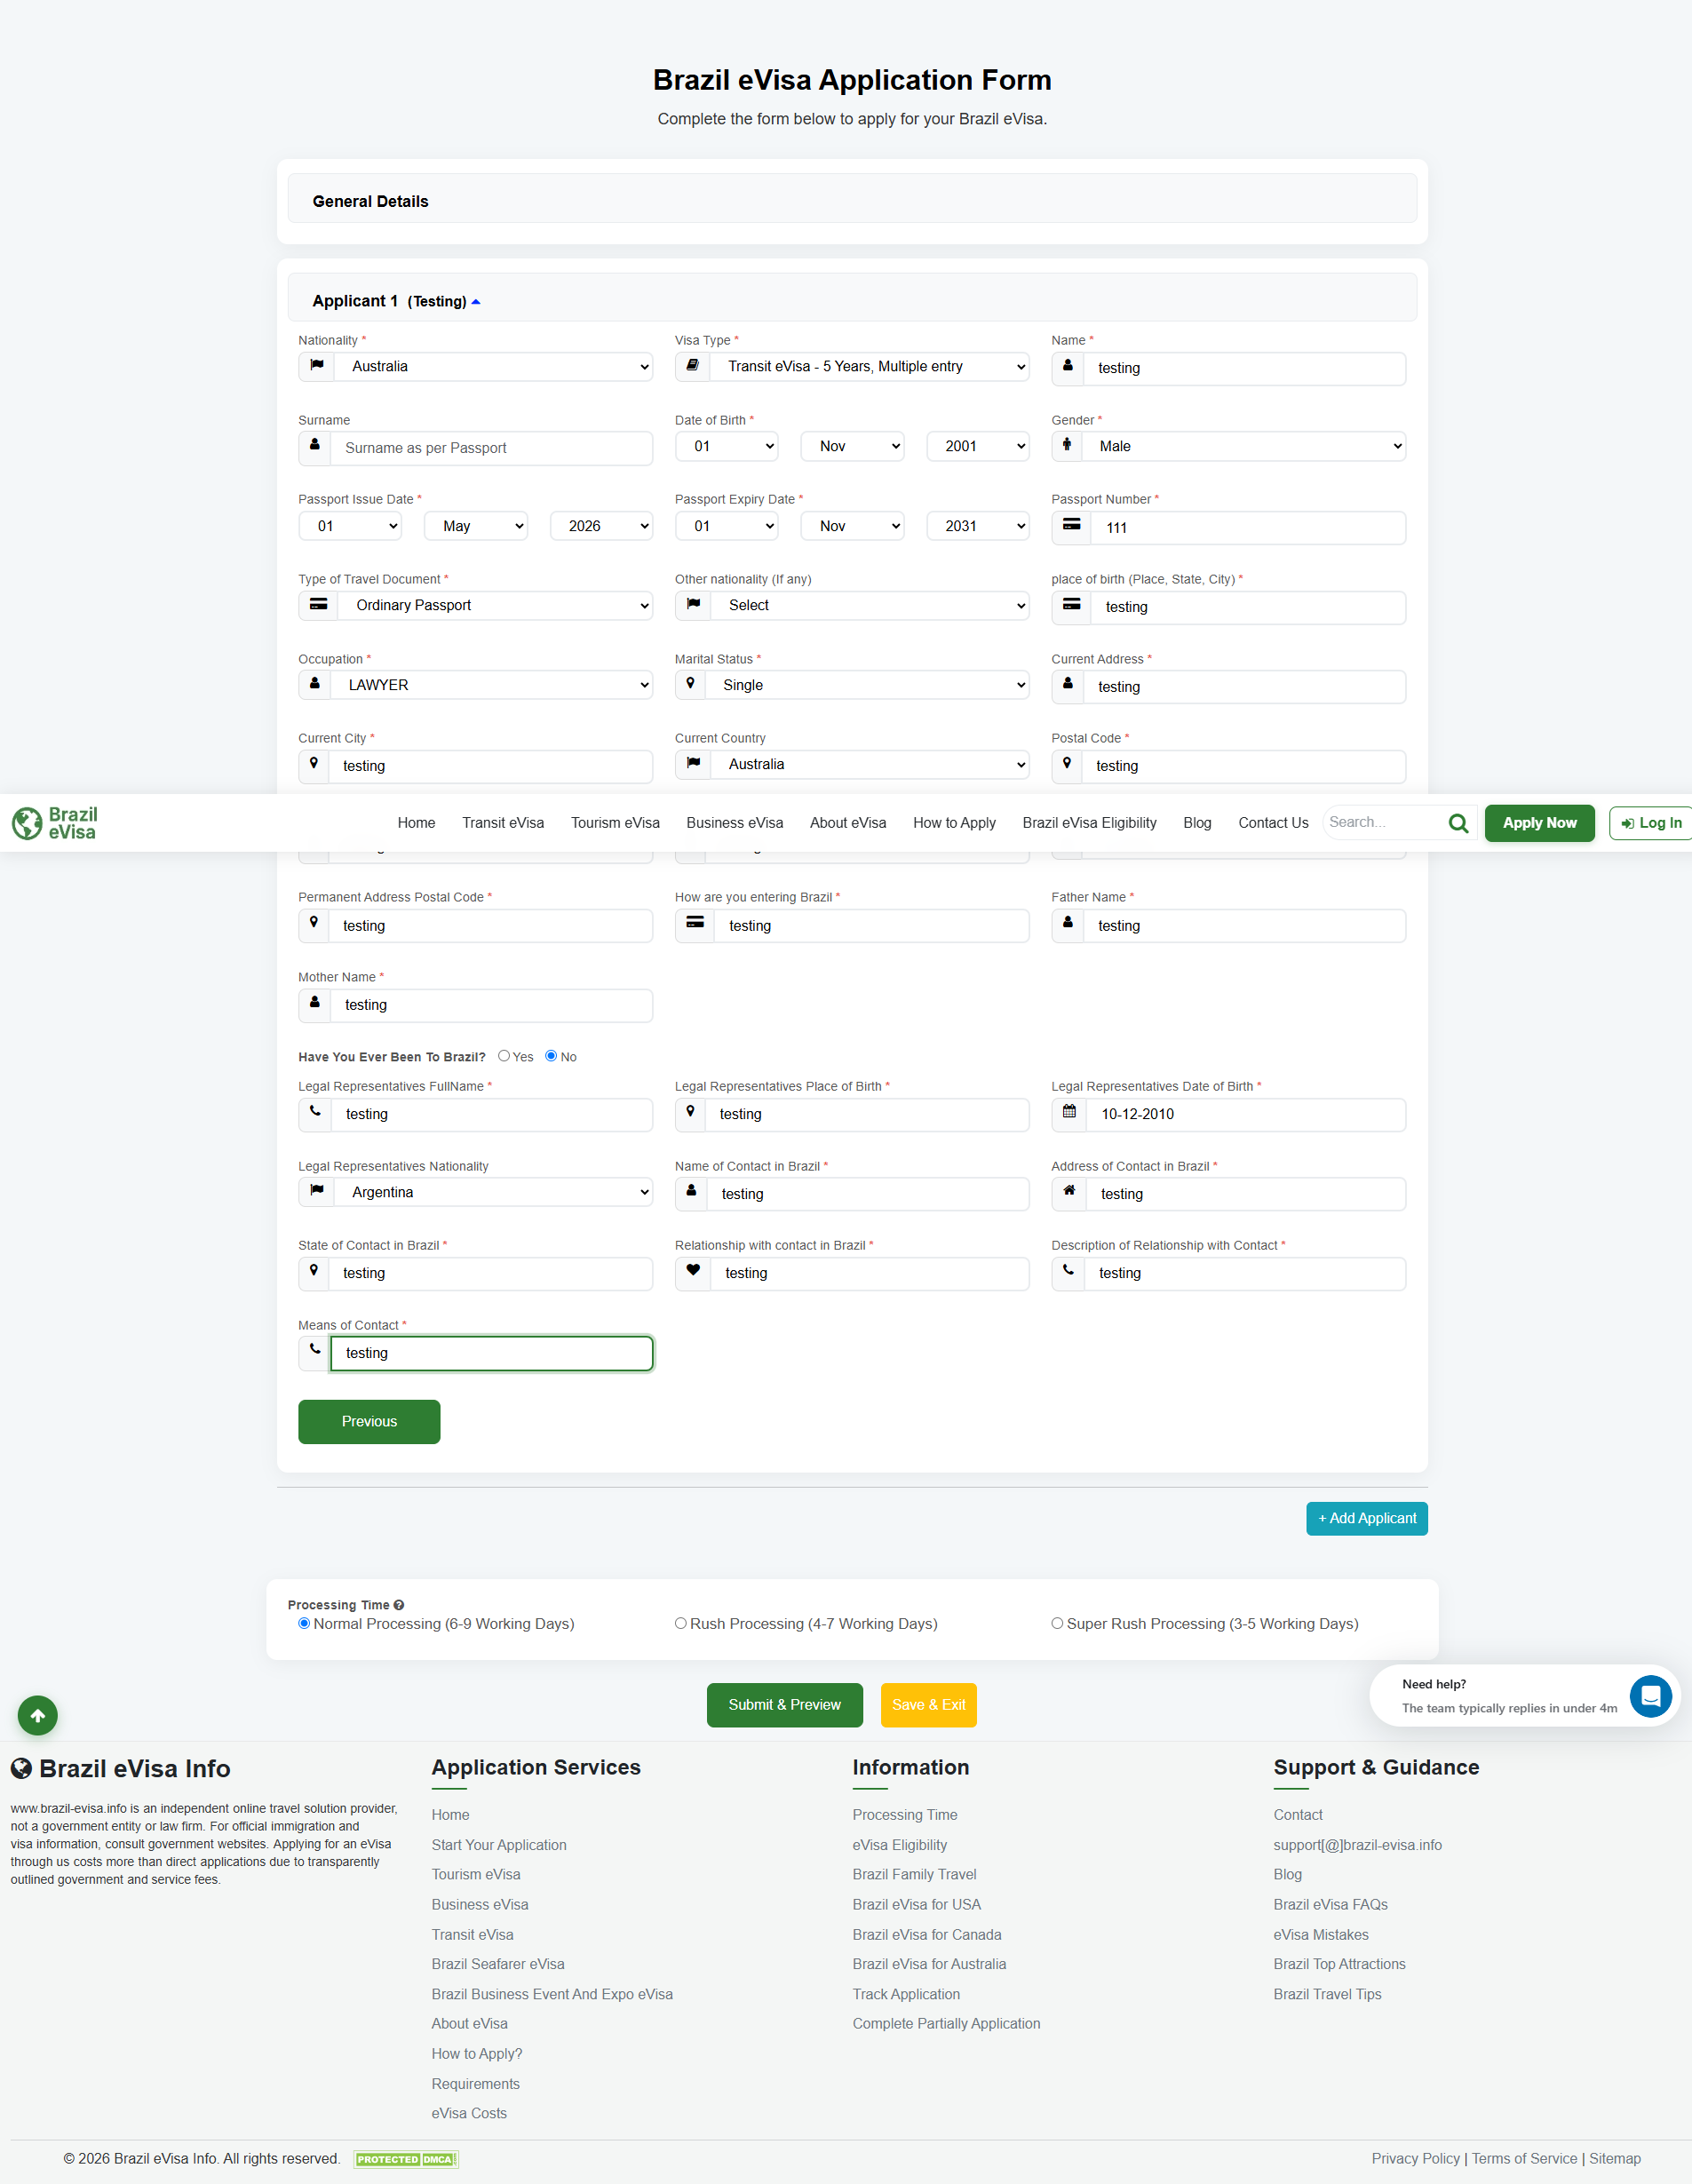 Brazil eVisa Application Form
Complete the form below to apply for your Brazil eVisa.
General Details
Applicant 1 (Testing)
Nationality *
Visa Type *
Name *
Australia
Transit eVisa - 5 Years, Multiple entry
testing
Surname
Date of Birth *
Gender *
Surname as per Passport
01
Nov
2001
Male
Passport Issue Date *
Passport Expiry Date *
Passport Number *
01
May
2026
01
Nov
2031
111
Type of Travel Document *
Other nationality (If any)
place of birth (Place, State, City) *
Ordinary Passport
Select
testing
Occupation *
Marital Status *
Current Address *
LAWYER
Single
testing
Current City *
Current Country
Postal Code *
testing
Australia
testing
Brazil eVisa
Home
Transit eVisa
Tourism eVisa
Business eVisa
About eVisa
How to Apply
Brazil eVisa Eligibility
Blog
Contact Us
Search...
Apply Now
Log In
Permanent Address Postal Code *
How are you entering Brazil *
Father Name *
testing
testing
testing
Mother Name *
testing
Have You Ever Been To Brazil? Yes No
Legal Representatives FullName *
Legal Representatives Place of Birth *
Legal Representatives Date of Birth *
testing
testing
10-12-2010
Legal Representatives Nationality
Name of Contact in Brazil *
Address of Contact in Brazil *
Argentina
testing
testing
State of Contact in Brazil *
Relationship with contact in Brazil *
Description of Relationship with Contact *
testing
testing
testing
Means of Contact *
testing
Previous
+ Add Applicant
Processing Time
Normal Processing (6-9 Working Days)
Rush Processing (4-7 Working Days)
Super Rush Processing (3-5 Working Days)
Submit & Preview
Save & Exit
Need help?
The team typically replies in under 4m
Brazil eVisa Info
www.brazil-evisa.info is an independent online travel solution provider,
not a government entity or law firm. For official immigration and
visa information, consult government websites. Applying for an eVisa
through us costs more than direct applications due to transparently
outlined government and service fees.
Application Services
Home
Start Your Application
Tourism eVisa
Business eVisa
Transit eVisa
Brazil Seafarer eVisa
Brazil Business Event And Expo eVisa
About eVisa
How to Apply?
Requirements
eVisa Costs
Information
Processing Time
eVisa Eligibility
Brazil Family Travel
Brazil eVisa for USA
Brazil eVisa for Canada
Brazil eVisa for Australia
Track Application
Complete Partially Application
Support & Guidance
Contact
support[@]brazil-evisa.info
Blog
Brazil eVisa FAQs
eVisa Mistakes
Brazil Top Attractions
Brazil Travel Tips
© 2026 Brazil eVisa Info. All rights reserved.
PROTECTED DMCA
Privacy Policy | Terms of Service | Sitemap